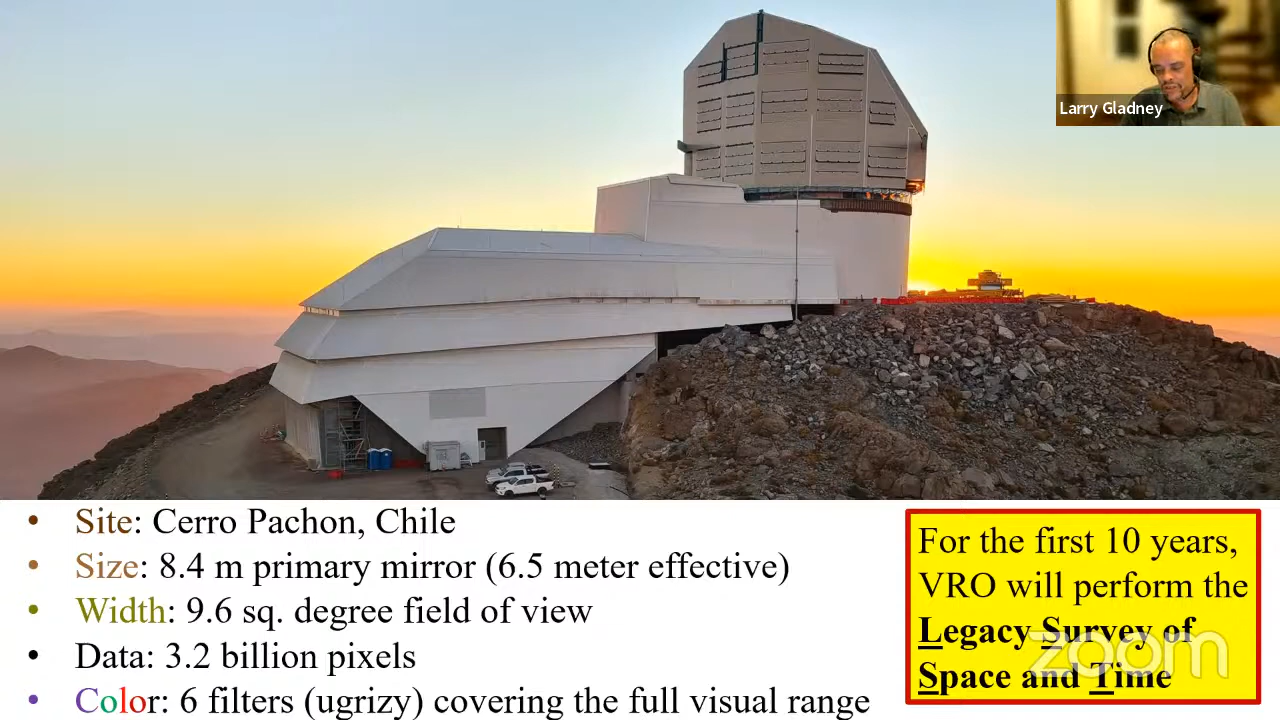 Larry Gladney
• Site: Cerro Pachon, Chile
• Size: 8.4 m primary mirror (6.5 meter effective)
• Width: 9.6 sq. degree field of view
• Data: 3.2 billion pixels
• Color: 6 filters (ugrizy) covering the full visual range
For the first 10 years,
VRO will perform the
Legacy Survey of
Space and Time
zoom